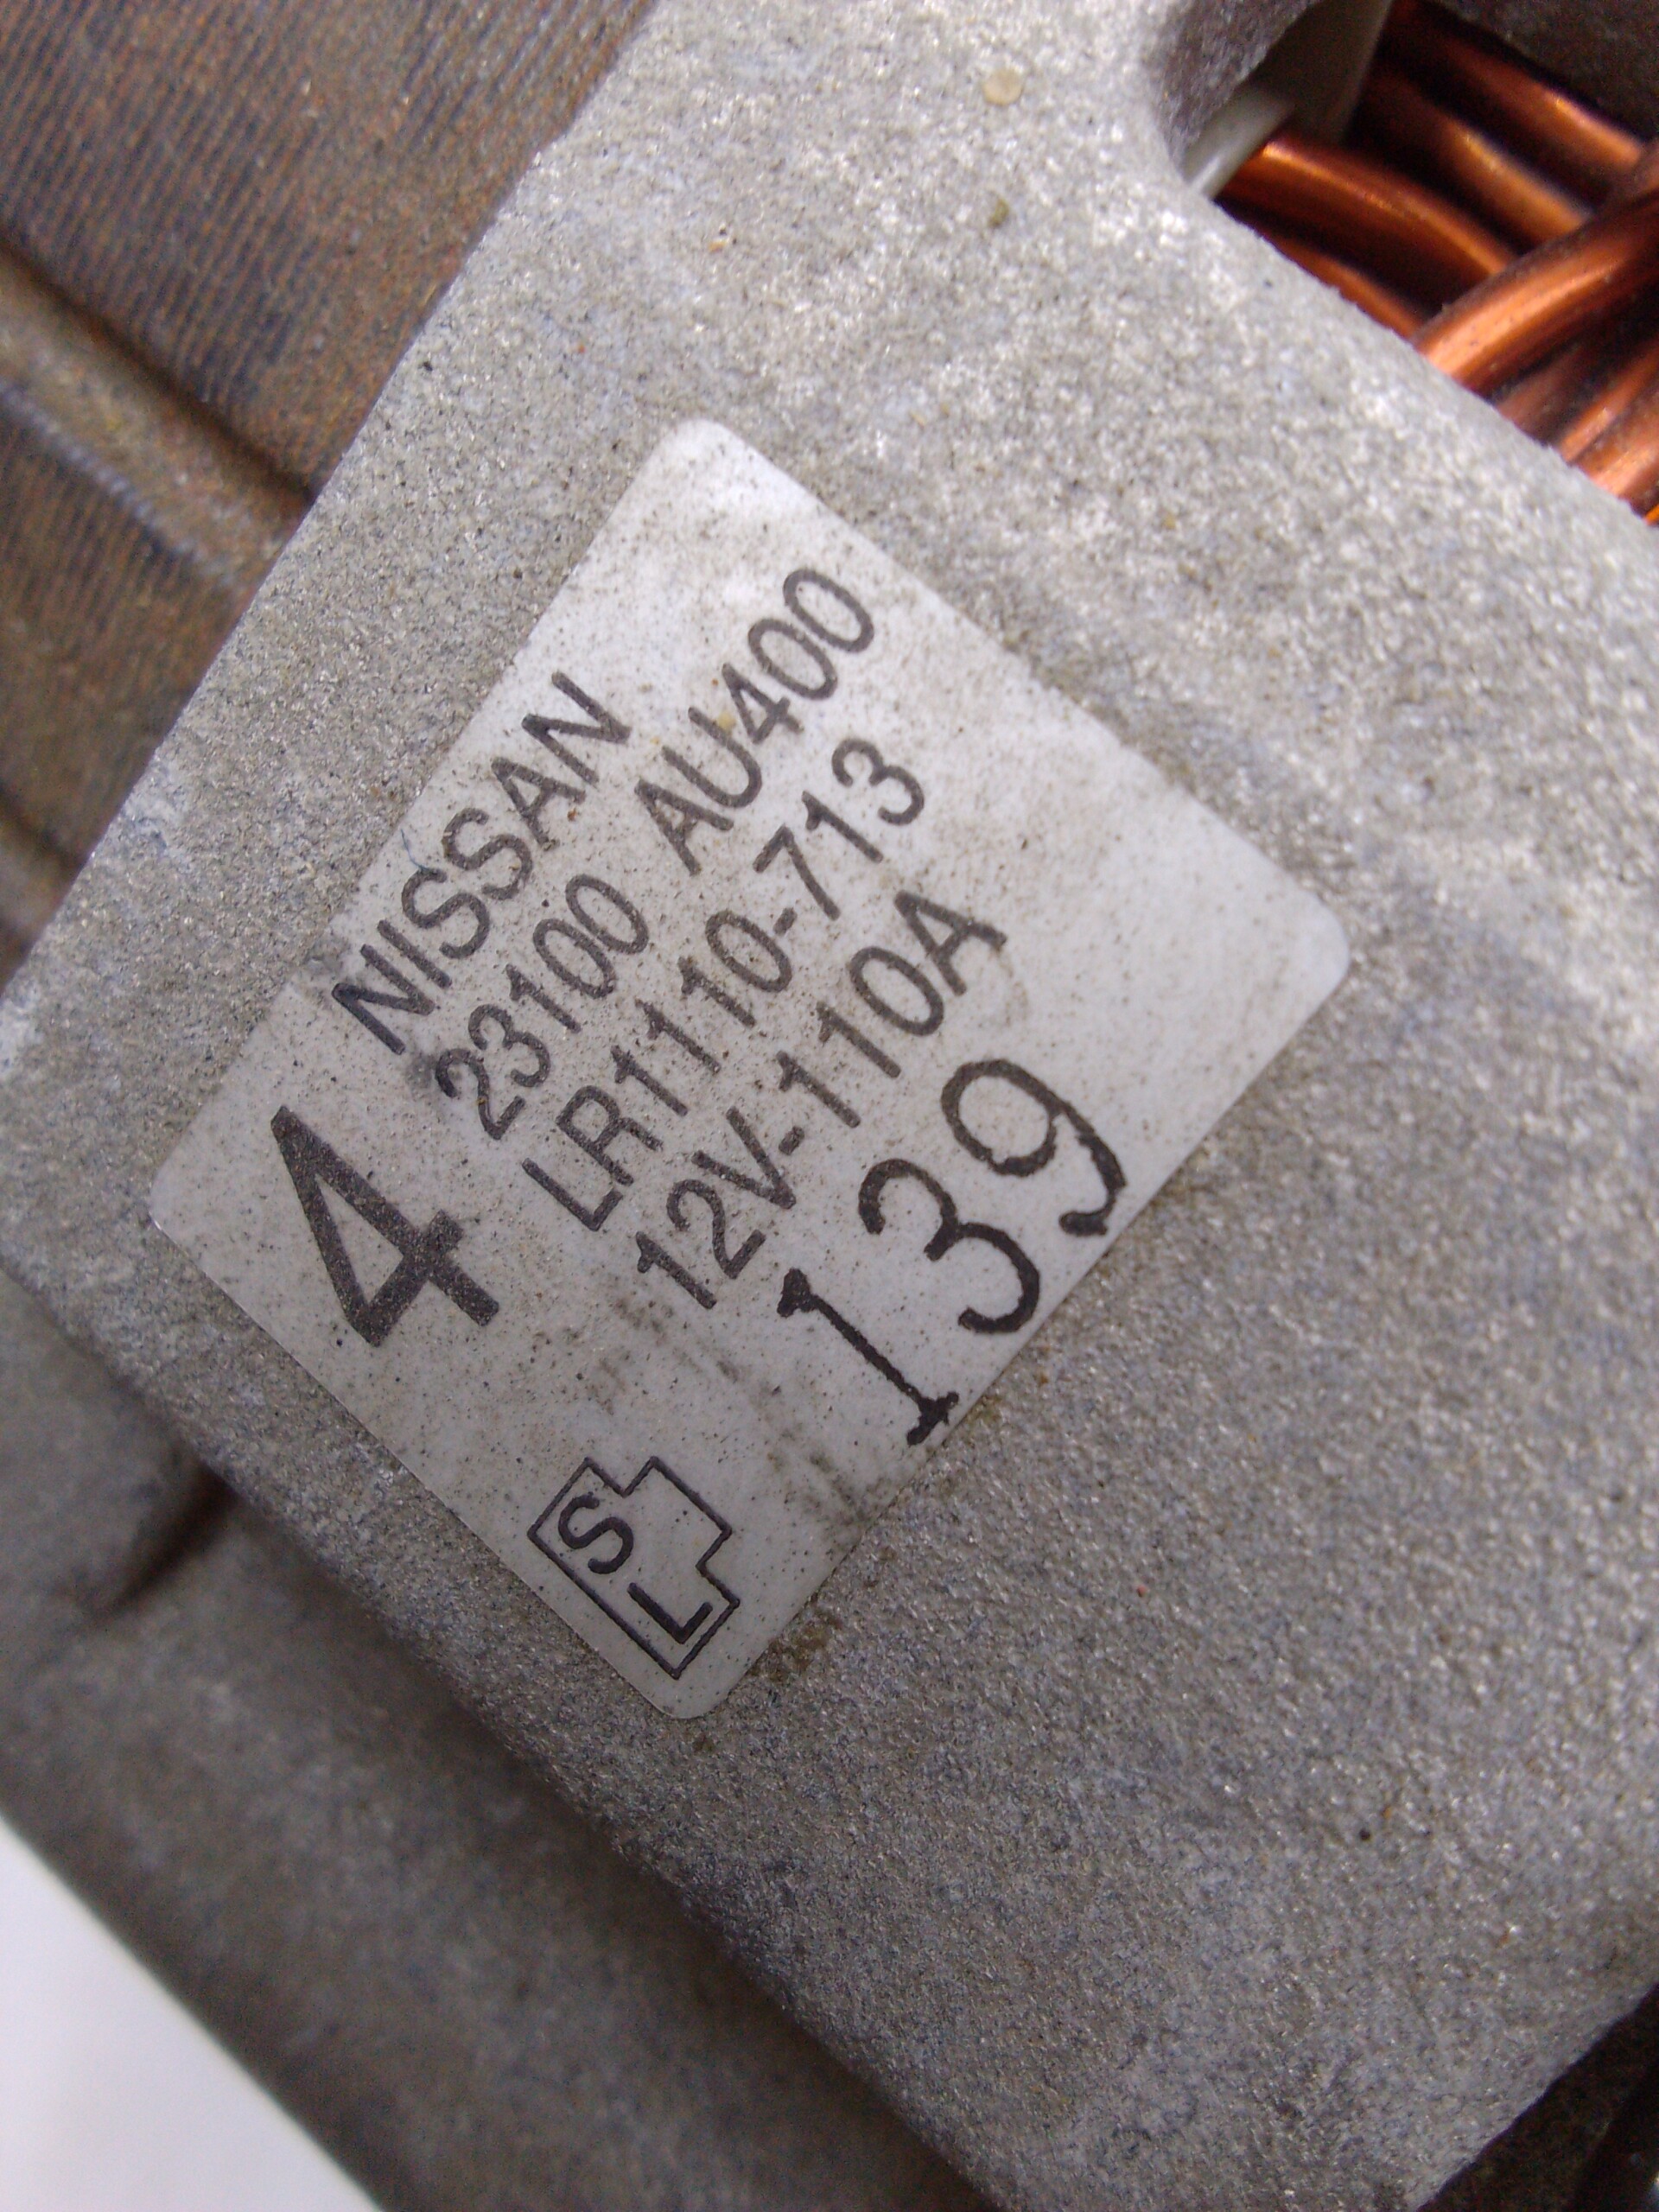 NISSAN
23100 AU400
LR1110-713
12V-110A
4
139
S L